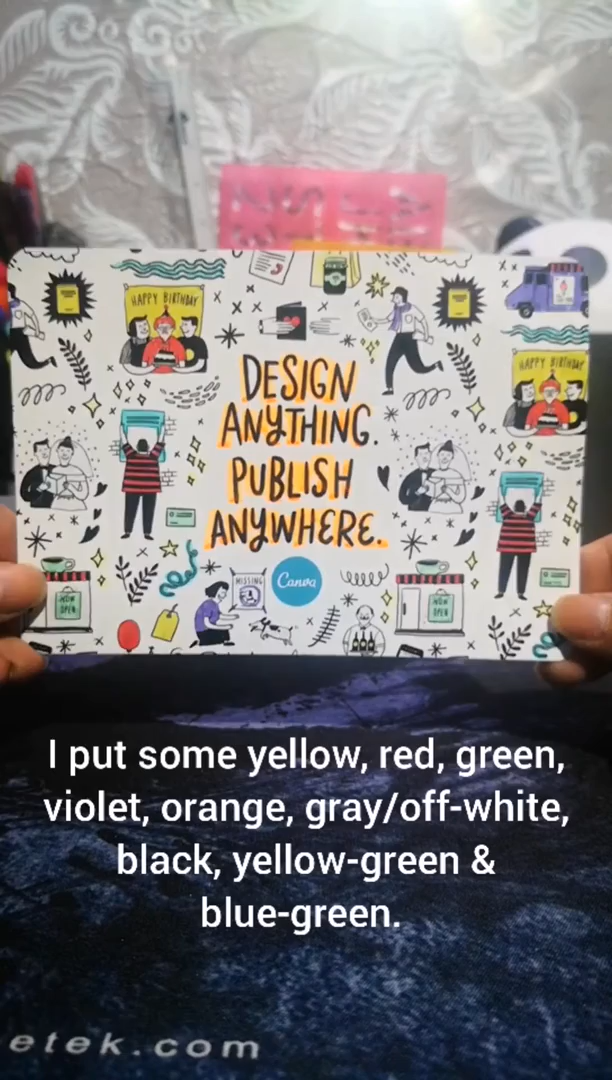 HAPPY BIRTHDAY
HAPPY BIRTHDAY
DESIGN
ANYTHING.
PUBLISH
ANYWHERE.
MISSING
Canva
NOW
OPEN
NOW
OPEN
I put some yellow, red, green,
violet, orange, gray/off-white,
black, yellow-green &
blue-green.
etek.com